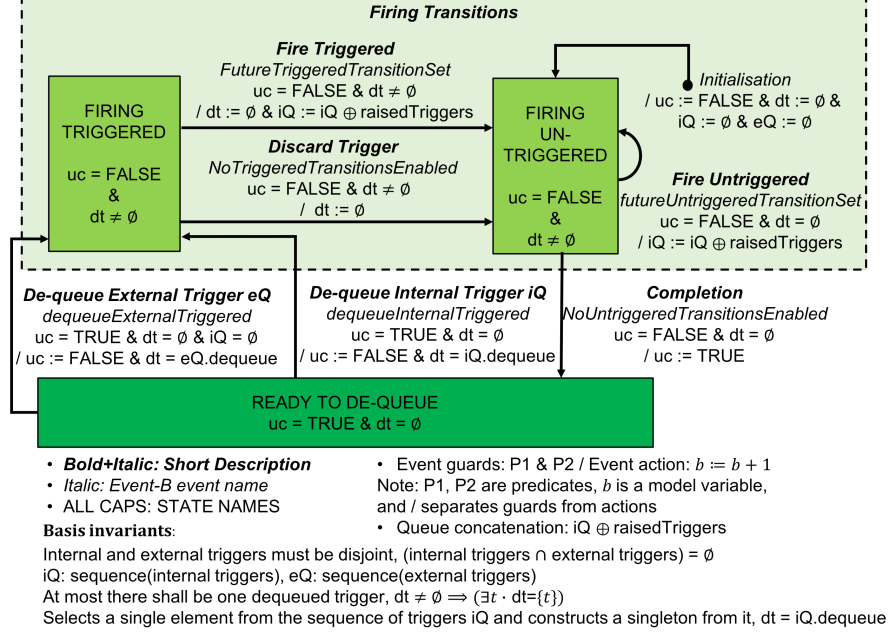 Firing Transitions
Fire Triggered
FutureTriggeredTransitionSet
uc = FALSE & dt ≠ ∅
/ dt := ∅ & iQ := iQ ⊕ raisedTriggers
FIRING
TRIGGERED
uc = FALSE
&
dt ≠ ∅
Discard Trigger
NoTriggeredTransitionsEnabled
uc = FALSE & dt ≠ ∅
/ dt := ∅
FIRING
UN-
TRIGGERED
uc = FALSE
&
dt ≠ ∅
Initialisation
/ uc := FALSE & dt := ∅ &
iQ := ∅ & eQ := ∅
Fire Untriggered
futureUntriggeredTransitionSet
uc = FALSE & dt = ∅
/ iQ := iQ ⊕ raisedTriggers
De-queue External Trigger eQ
dequeueExternalTriggered
uc = TRUE & dt = ∅ & iQ = ∅
/ uc := FALSE & dt = eQ.dequeue
De-queue Internal Trigger iQ
dequeueInternalTriggered
uc = TRUE & dt = ∅
/ uc := FALSE & dt = iQ.dequeue
Completion
NoUntriggeredTransitionsEnabled
uc = FALSE & dt = ∅
/ uc := TRUE
READY TO DE-QUEUE
uc = TRUE & dt = ∅
• Bold+Italic: Short Description
• Italic: Event-B event name
• ALL CAPS: STATE NAMES
• Event guards: P1 & P2 / Event action: b ≔ b + 1
Note: P1, P2 are predicates, b is a model variable,
and / separates guards from actions
• Queue concatenation: iQ ⊕ raisedTriggers
Basis invariants:
Internal and external triggers must be disjoint, (internal triggers ∩ external triggers) = ∅
iQ: sequence(internal triggers), eQ: sequence(external triggers)
At most there shall be one dequeued trigger, dt ≠ ∅ ⟹ (∃t · dt={t})
Selects a single element from the sequence of triggers iQ and constructs a singleton from it, dt = iQ.dequeue